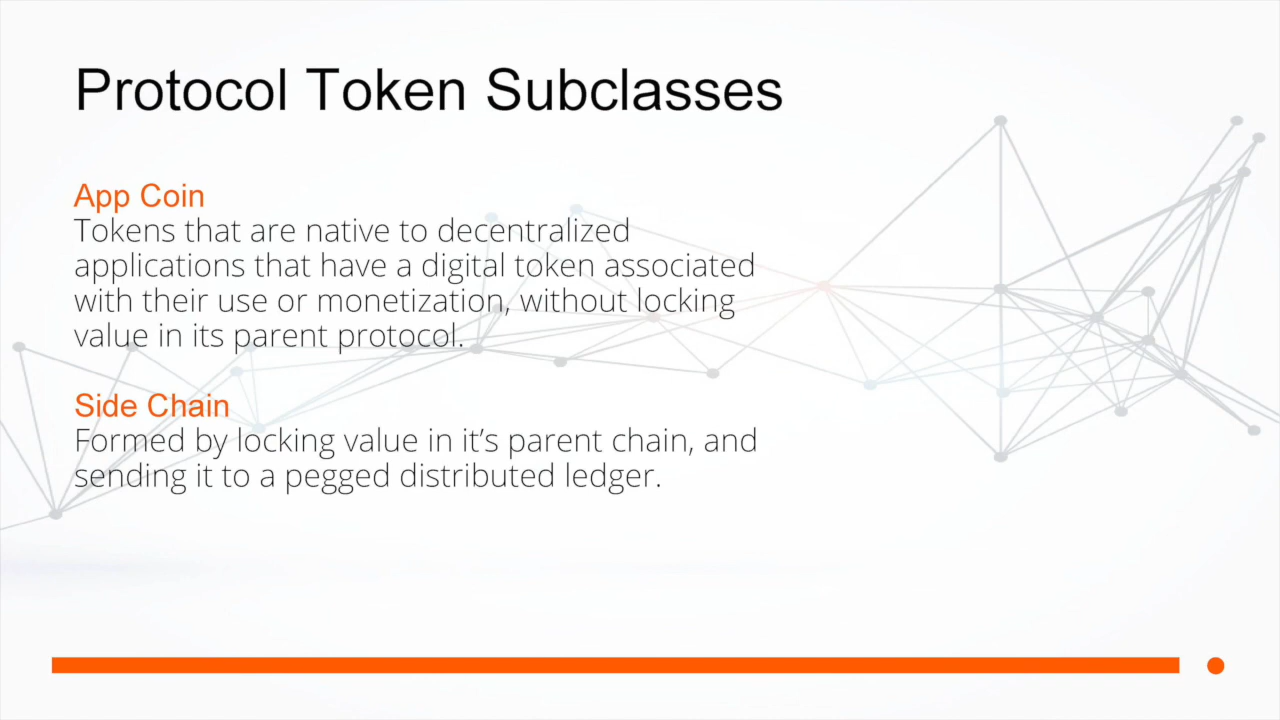 Protocol Token Subclasses
App Coin
Tokens that are native to decentralized
applications that have a digital token associated
with their use or monetization, without locking
value in its parent protocol.
Side Chain
Formed by locking value in it’s parent chain, and
sending it to a pegged distributed ledger.